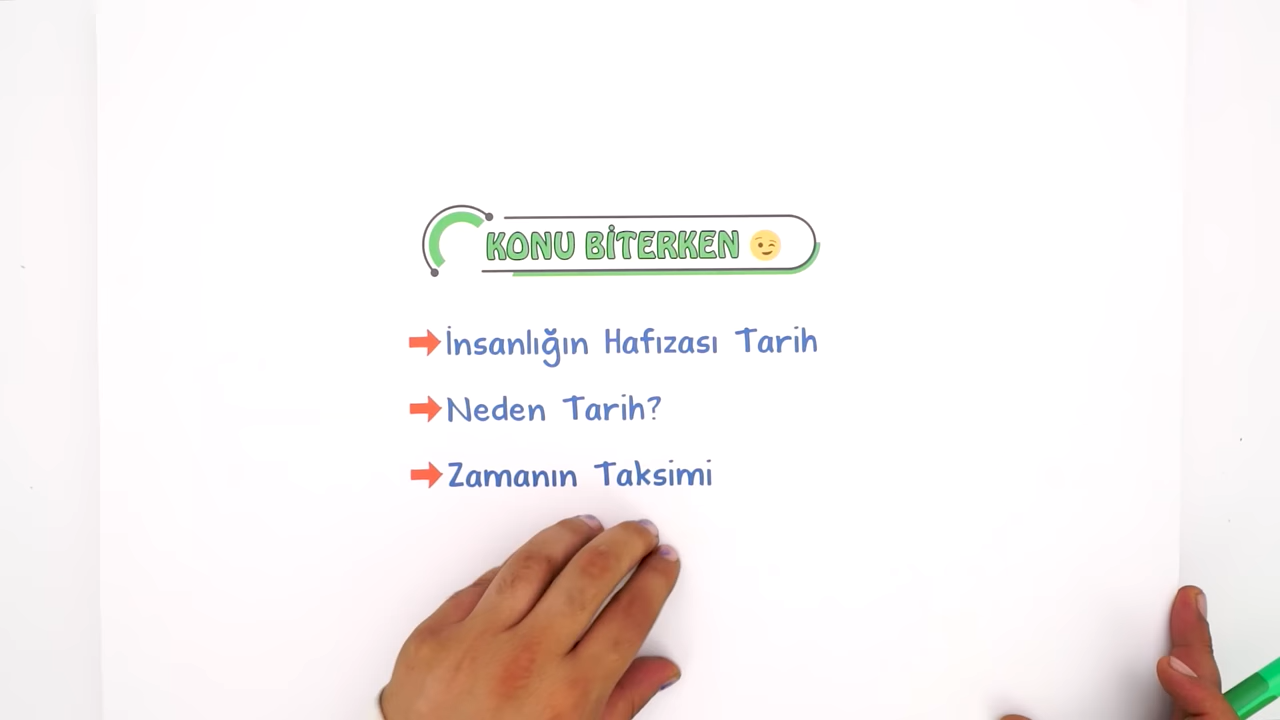 KONU BİTERKEN
İnsanlığın Hafızası Tarih
Neden Tarih?
Zamanın Taksimi